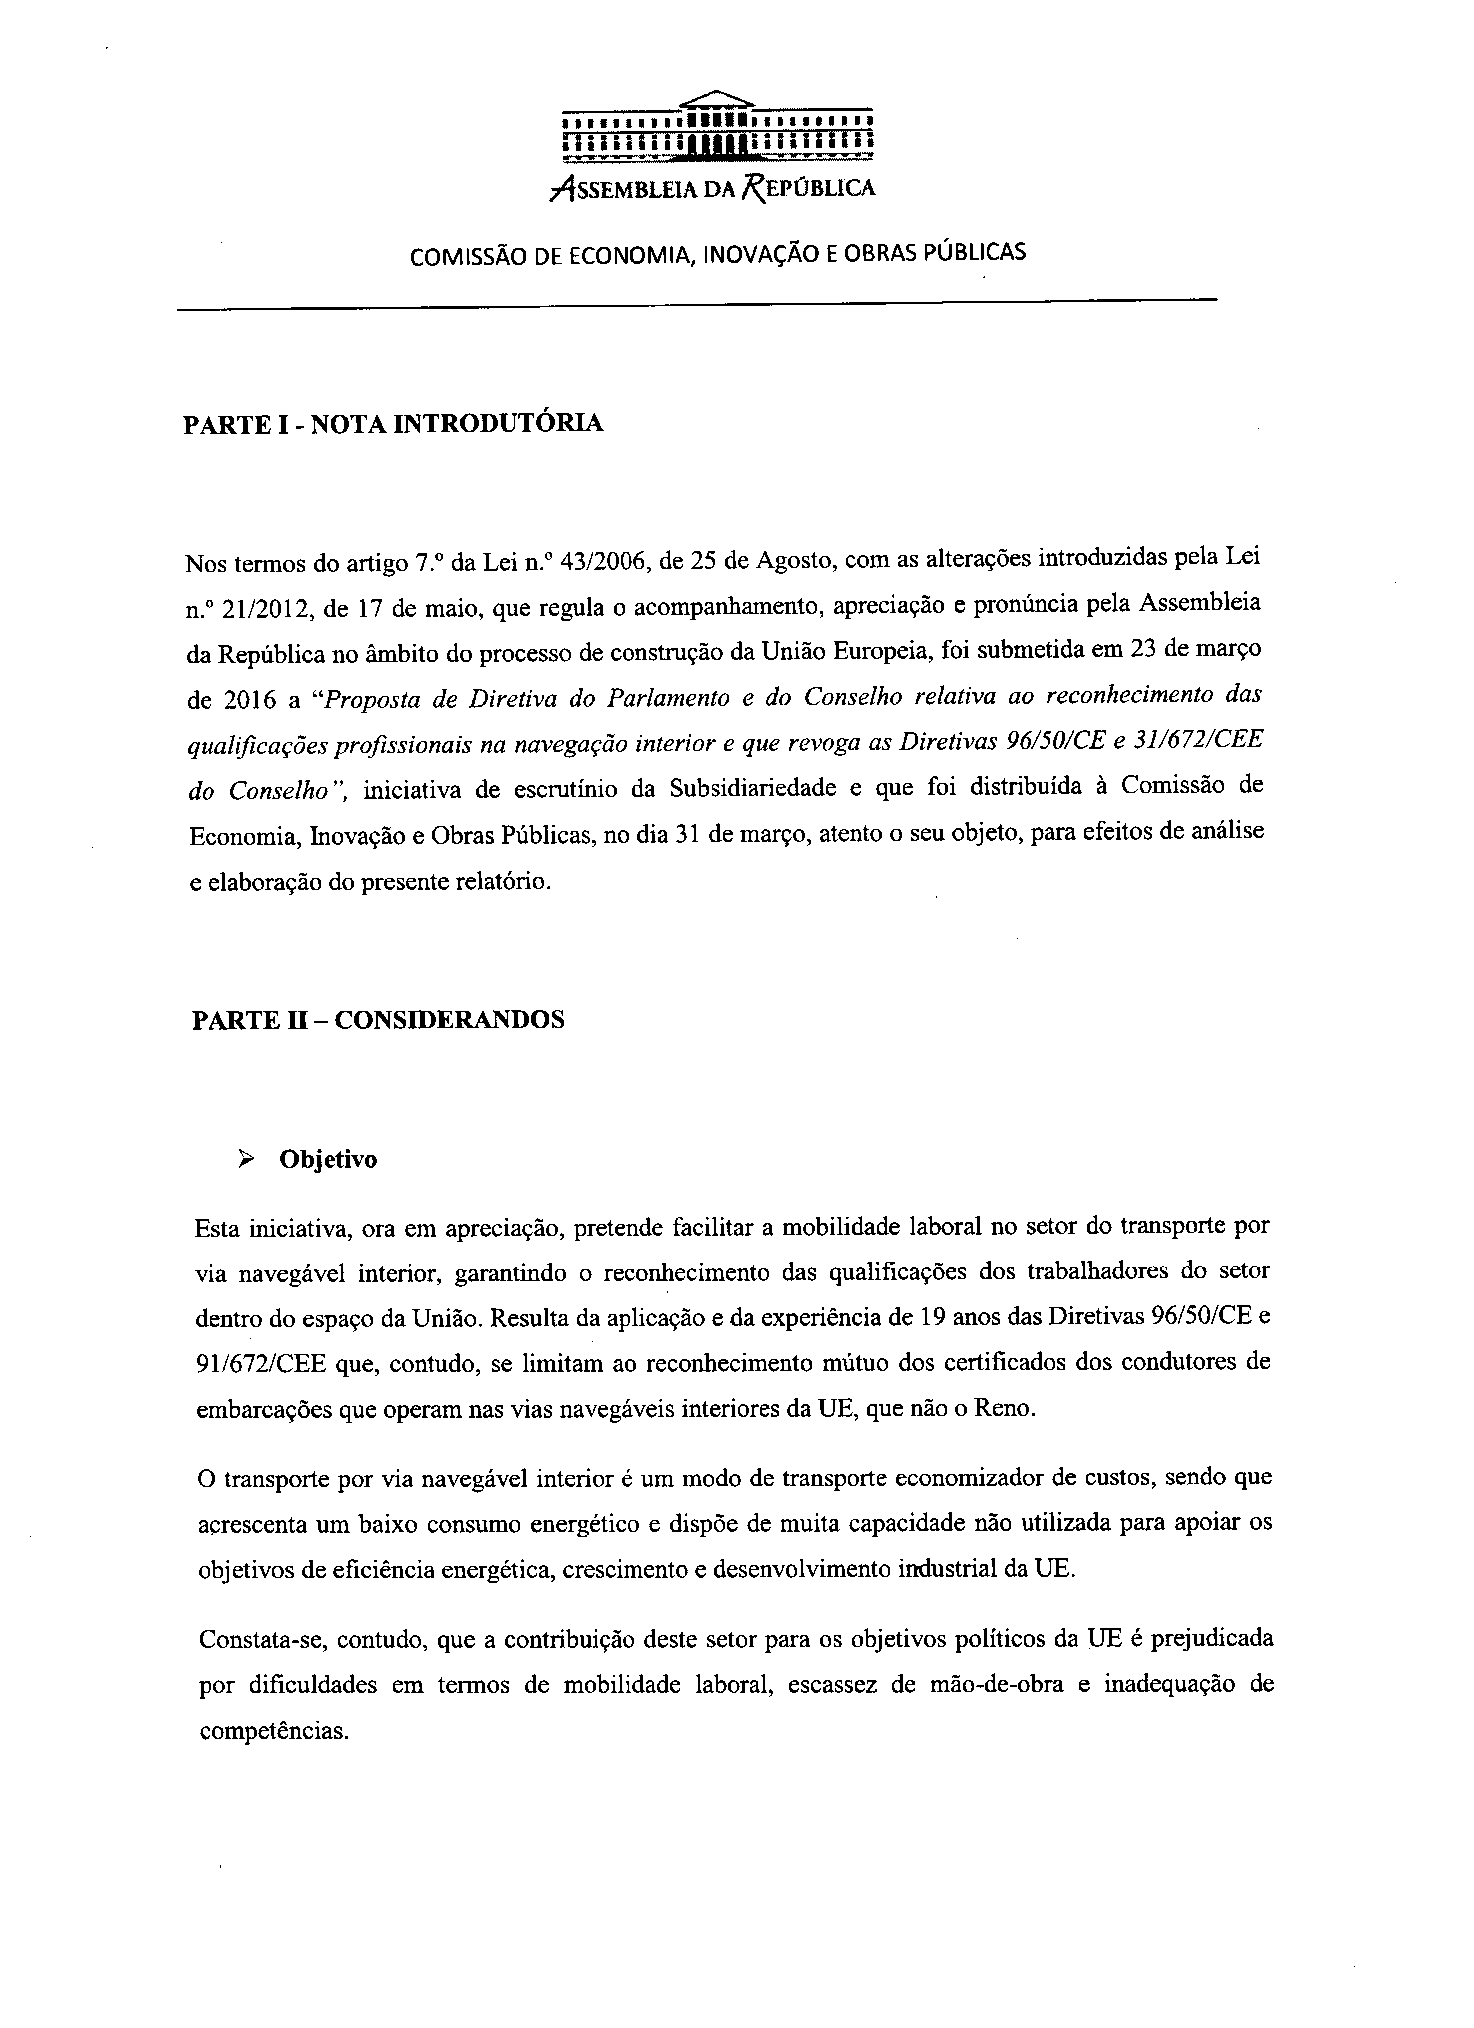 ASSEMBLEIA DA REPÚBLICA
COMISSÃO DE ECONOMIA, INOVAÇÃO E OBRAS PÚBLICAS
PARTE I - NOTA INTRODUTÓRIA
Nos termos do artigo 7.º da Lei n.º 43/2006, de 25 de Agosto, com as alterações introduzidas pela Lei
n.º 21/2012, de 17 de maio, que regula o acompanhamento, apreciação e pronúncia pela Assembleia
da República no âmbito do processo de construção da União Europeia, foi submetida em 23 de março
de 2016 a “Proposta de Diretiva do Parlamento e do Conselho relativa ao reconhecimento das
qualificações profissionais na navegação interior e que revoga as Diretivas 96/50/CE e 31/672/CEE
do Conselho”, iniciativa de escrutínio da Subsidiariedade e que foi distribuída à Comissão de
Economia, Inovação e Obras Públicas, no dia 31 de março, atento o seu objeto, para efeitos de análise
e elaboração do presente relatório.
PARTE II – CONSIDERANDOS
➢ Objetivo
Esta iniciativa, ora em apreciação, pretende facilitar a mobilidade laboral no setor do transporte por
via navegável interior, garantindo o reconhecimento das qualificações dos trabalhadores do setor
dentro do espaço da União. Resulta da aplicação e da experiência de 19 anos das Diretivas 96/50/CE e
91/672/CEE que, contudo, se limitam ao reconhecimento mútuo dos certificados dos condutores de
embarcações que operam nas vias navegáveis interiores da UE, que não o Reno.
O transporte por via navegável interior é um modo de transporte economizador de custos, sendo que
acrescenta um baixo consumo energético e dispõe de muita capacidade não utilizada para apoiar os
objetivos de eficiência energética, crescimento e desenvolvimento industrial da UE.
Constata-se, contudo, que a contribuição deste setor para os objetivos políticos da UE é prejudicada
por dificuldades em termos de mobilidade laboral, escassez de mão-de-obra e inadequação de
competências.